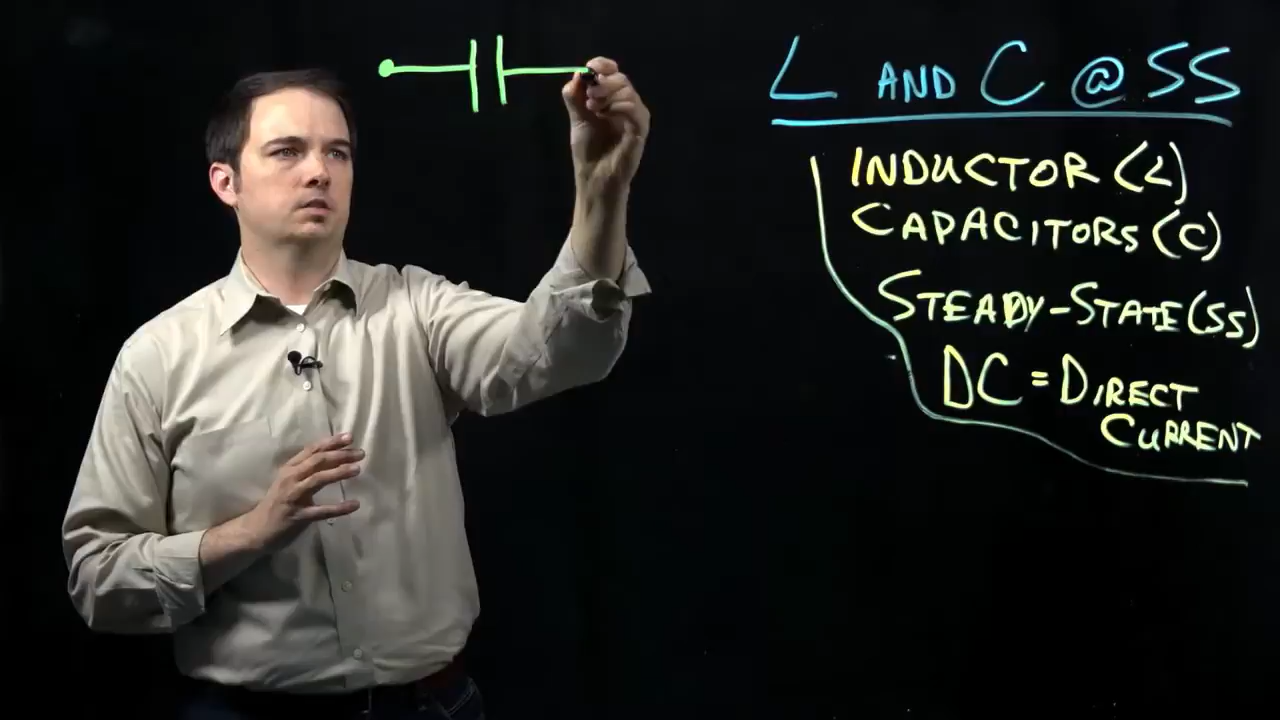 L AND C @ SS
INDUCTOR (L)
CAPACITORS (C)
STEADY-STATE (SS)
DC = DIRECT
CURRENT